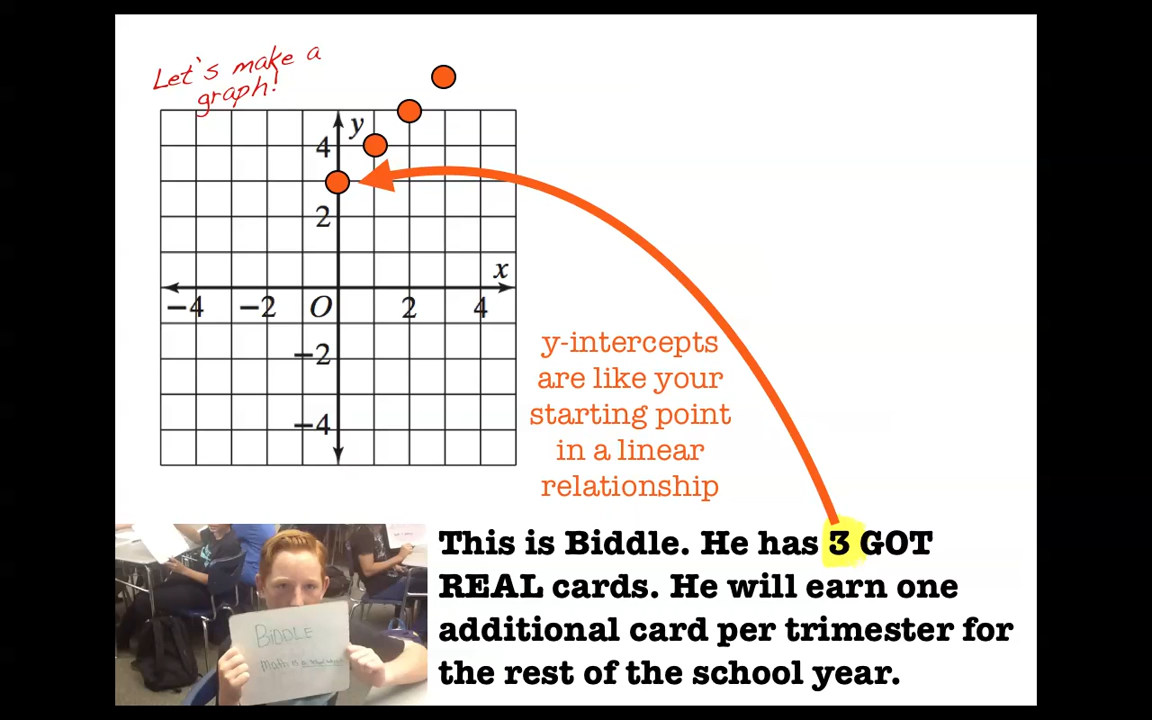 Let's make a
graph!
y
4
2
x
−4 −2 O 2 4
−2
−4
y-intercepts
are like your
starting point
in a linear
relationship
This is Biddle. He has 3 GOT
REAL cards. He will earn one
additional card per trimester for
the rest of the school year.
BIDDLE
Math is a